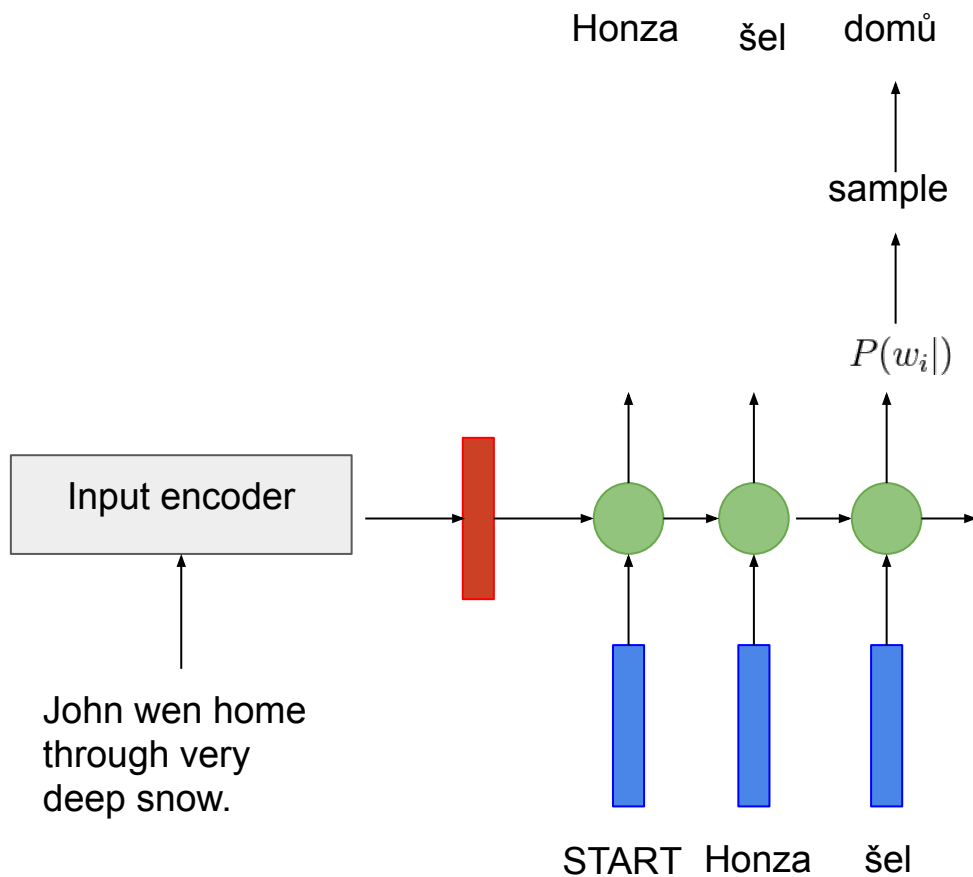 Honza šel domů
sample
P(w_i|)
Input encoder
John wen home
through very
deep snow.
START Honza šel